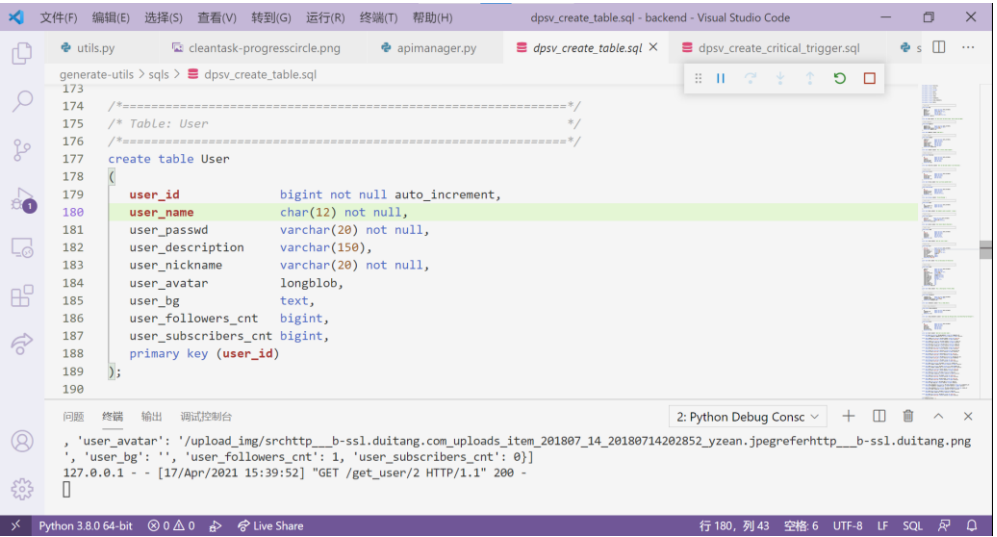 文件(F) 编辑(E) 选择(S) 查看(V) 转到(G) 运行(R) 终端(T) 帮助(H) dpsv_create_table.sql - backend - Visual Studio Code
utils.py cleantask-progresscircle.png apimanager.py dpsv_create_table.sql dpsv_create_critical_trigger.sql s
generate-utils > sqls > dpsv_create_table.sql
173
174 /*==============================================================*/
175 /* Table: User */
176 /*==============================================================*/
177 create table User
178 (
179 user_id bigint not null auto_increment,
180 user_name char(12) not null,
181 user_passwd varchar(20) not null,
182 user_description varchar(150),
183 user_nickname varchar(20) not null,
184 user_avatar longblob,
185 user_bg text,
186 user_followers_cnt bigint,
187 user_subscribers_cnt bigint,
188 primary key (user_id)
189 );
190
1
问题 终端 输出 调试控制台 2: Python Debug Consc
, 'user_avatar': '/upload_img/srchttp___b-ssl.duitang.com_uploads_item_201807_14_20180714202852_yzean.jpegreferhttp___b-ssl.duitang.png
', 'user_bg': '', 'user_followers_cnt': 1, 'user_subscribers_cnt': 0}]
127.0.0.1 - - [17/Apr/2021 15:39:52] "GET /get_user/2 HTTP/1.1" 200 -
Python 3.8.0 64-bit 0 0 Live Share 行 180，列 43 空格: 6 UTF-8 LF SQL